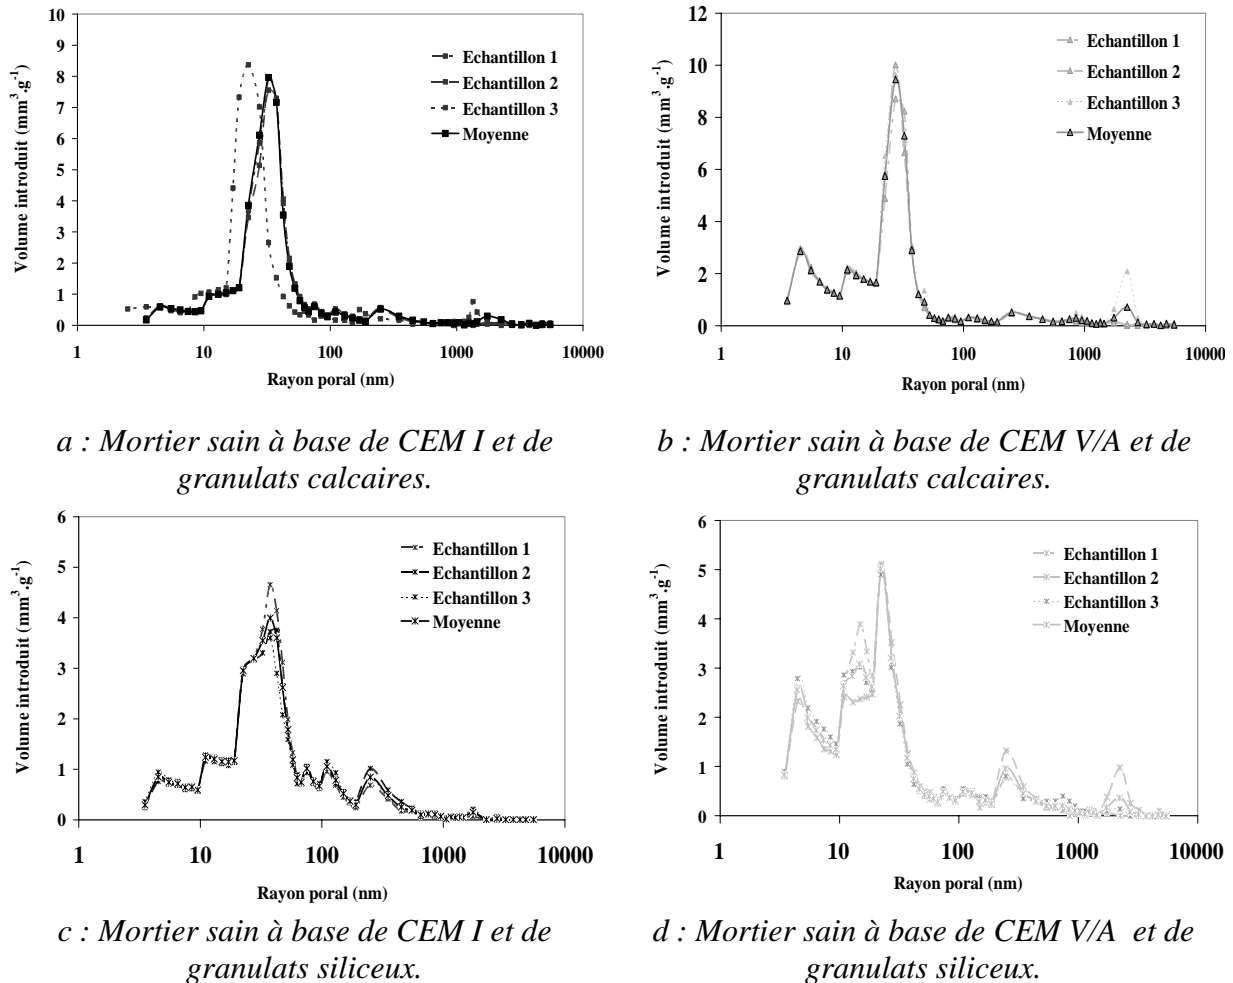 10
9
8
7
6
5
4
3
2
1
0
Volume introduit (mm³.g⁻¹)
Echantillon 1
Echantillon 2
Echantillon 3
Moyenne
1
10
100
1000
10000
Rayon poral (nm)
a : Mortier sain à base de CEM I et de
granulats calcaires.
12
10
8
6
4
2
0
Volume introduit (mm³.g⁻¹)
Echantillon 1
Echantillon 2
Echantillon 3
Moyenne
1
10
100
1000
10000
Rayon poral (nm)
b : Mortier sain à base de CEM V/A et de
granulats calcaires.
6
5
4
3
2
1
0
Volume introduit (mm³.g⁻¹)
Echantillon 1
Echantillon 2
Echantillon 3
Moyenne
1
10
100
1000
10000
Rayon poral (nm)
c : Mortier sain à base de CEM I et de
granulats siliceux.
6
5
4
3
2
1
0
Volume introduit (mm³.g⁻¹)
Echantillon 1
Echantillon 2
Echantillon 3
Moyenne
1
10
100
1000
10000
Rayon poral (nm)
d : Mortier sain à base de CEM V/A et de
granulats siliceux.